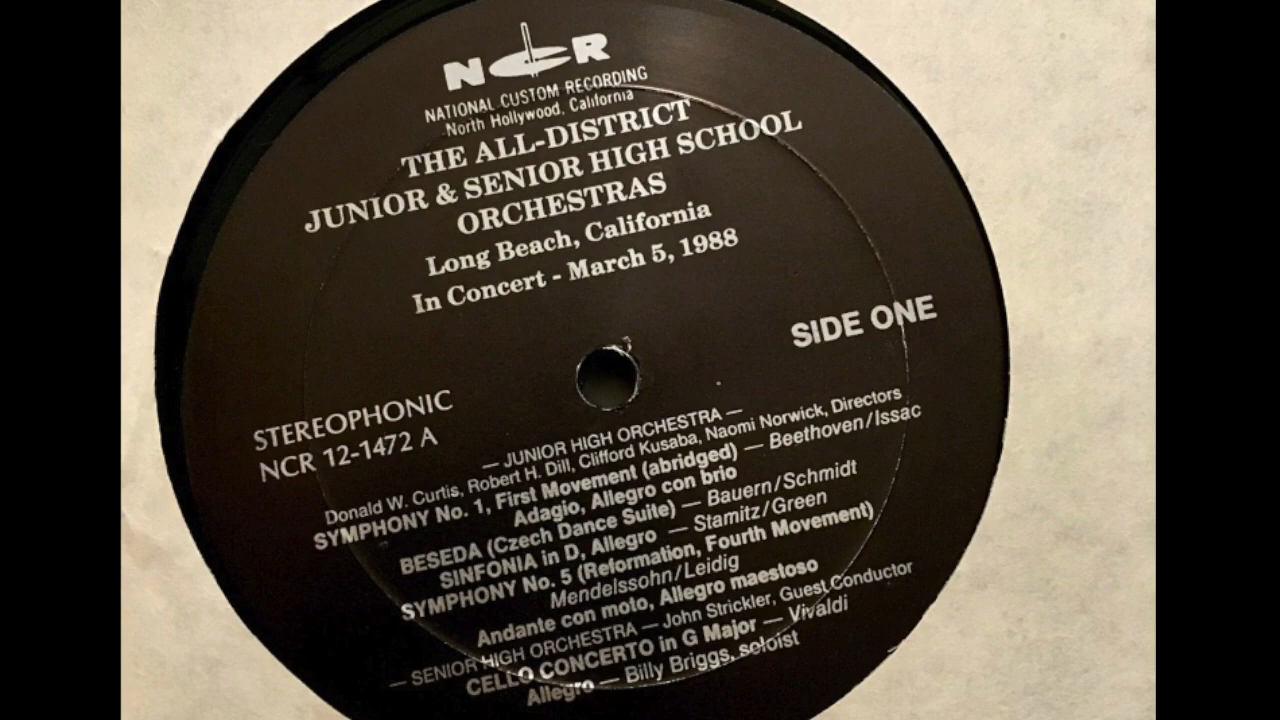 NCR
NATIONAL CUSTOM RECORDING
North Hollywood, California
THE ALL-DISTRICT
JUNIOR & SENIOR HIGH SCHOOL
ORCHESTRAS
Long Beach, California
In Concert - March 5, 1988
SIDE ONE
STEREOPHONIC
NCR 12-1472 A
— JUNIOR HIGH ORCHESTRA —
Donald W. Curtis, Robert H. Dill, Clifford Kusaba, Naomi Norwick, Directors
SYMPHONY No. 1, First Movement (abridged) — Beethoven/Issac
Adagio, Allegro con brio
BESEDA (Czech Dance Suite) — Bauern/Schmidt
SINFONIA in D, Allegro — Stamitz/Green
SYMPHONY No. 5 (Reformation, Fourth Movement)
Mendelssohn/Leidig
Andante con moto, Allegro maestoso
— SENIOR HIGH ORCHESTRA — John Strickler, Guest Conductor
CELLO CONCERTO in G Major — Vivaldi
Allegro — Billy Briggs, soloist